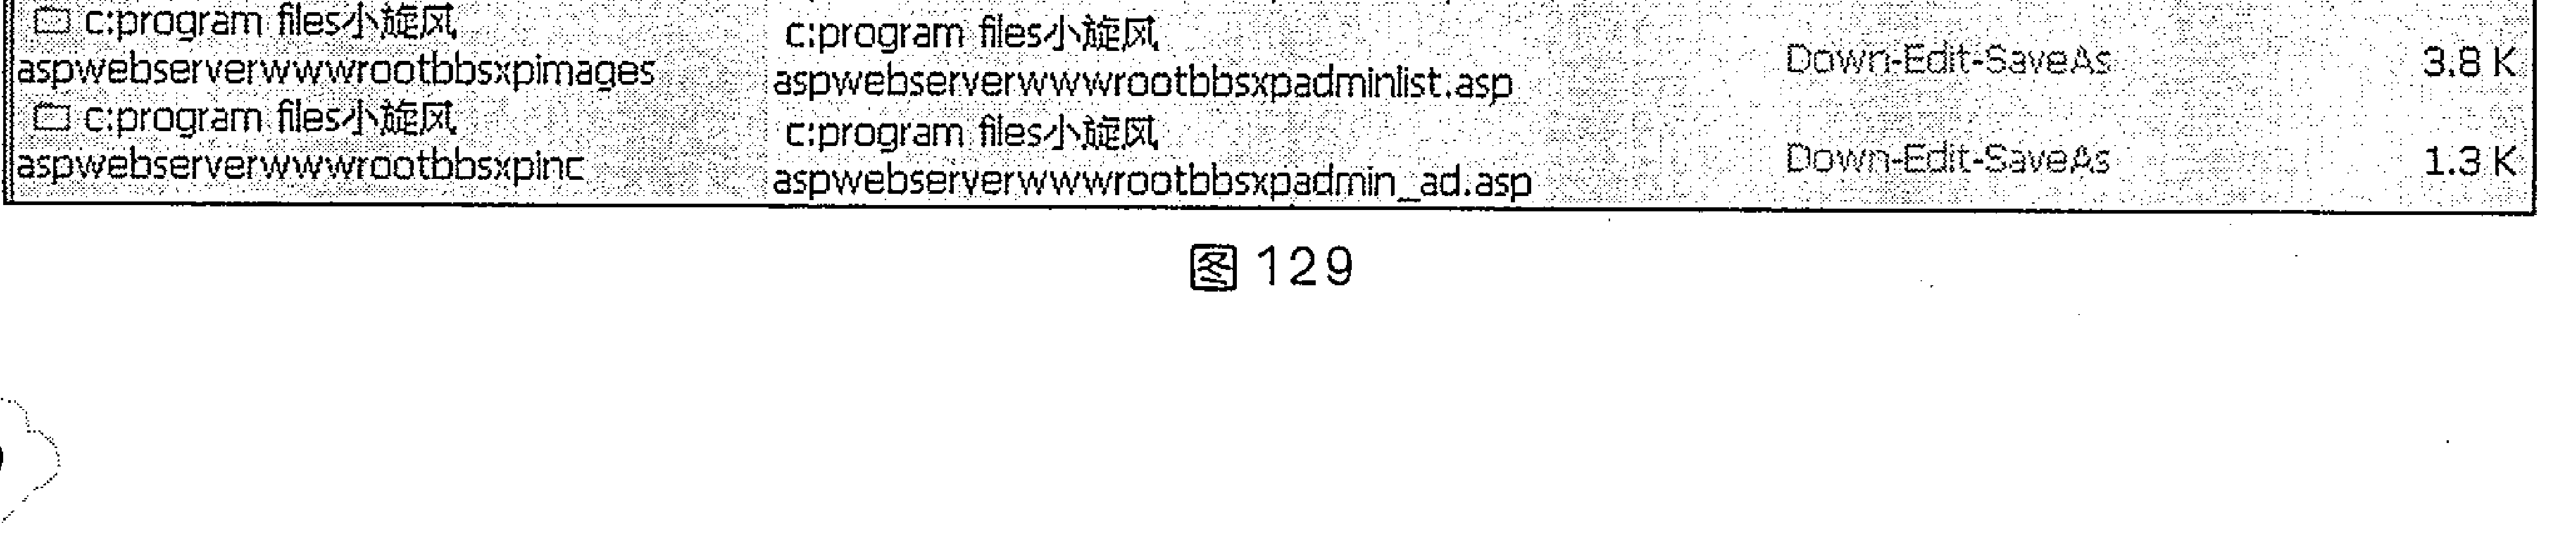 c:program files小旋风
aspwebserverwwwrootbbsxpimages
c:program files小旋风
aspwebserverwwwrootbbsxpinc
c:program files小旋风
aspwebserverwwwrootbbsxpadminlist.asp
Down-Edit-SaveAs
3.8 K
c:program files小旋风
aspwebserverwwwrootbbsxpadmin_ad.asp
Down-Edit-SaveAs
1.3 K
图 129